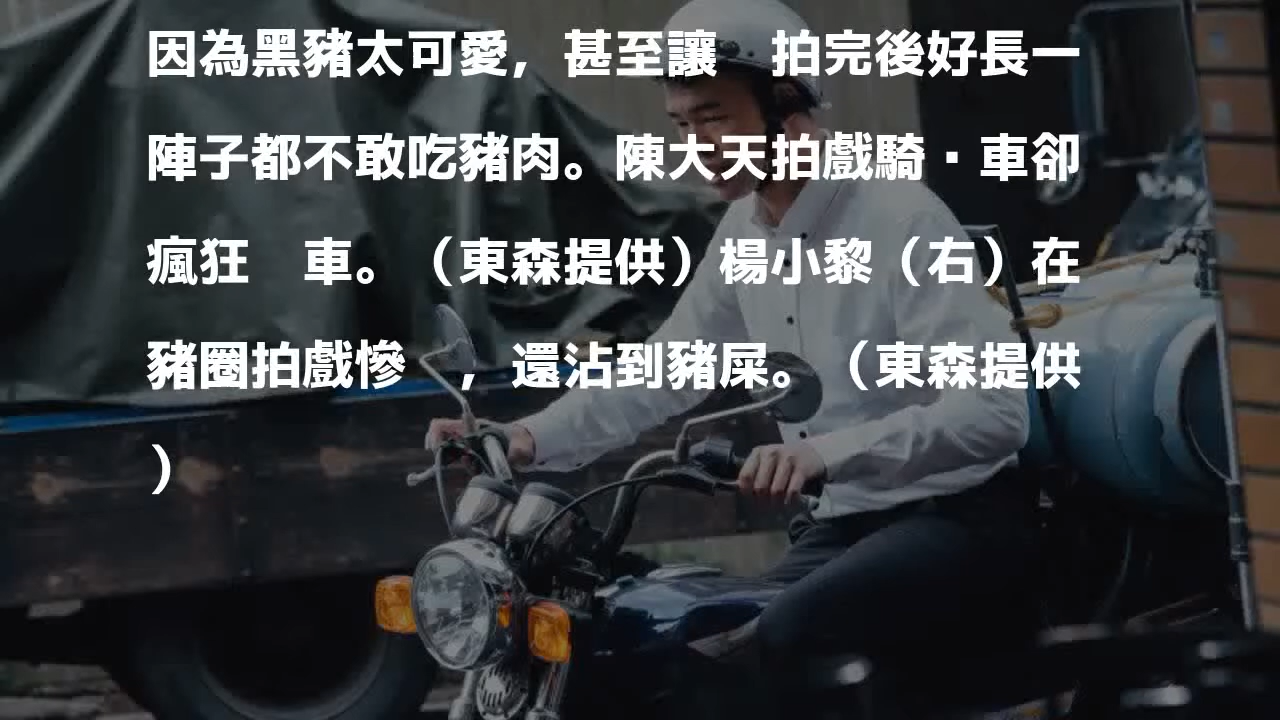 因為黑豬太可愛，甚至讓　拍完後好長一
陣子都不敢吃豬肉。陳大天拍戲騎▪車卻
瘋狂　車。（東森提供）楊小黎（右）在
豬圈拍戲慘　，還沾到豬屎。（東森提供
）